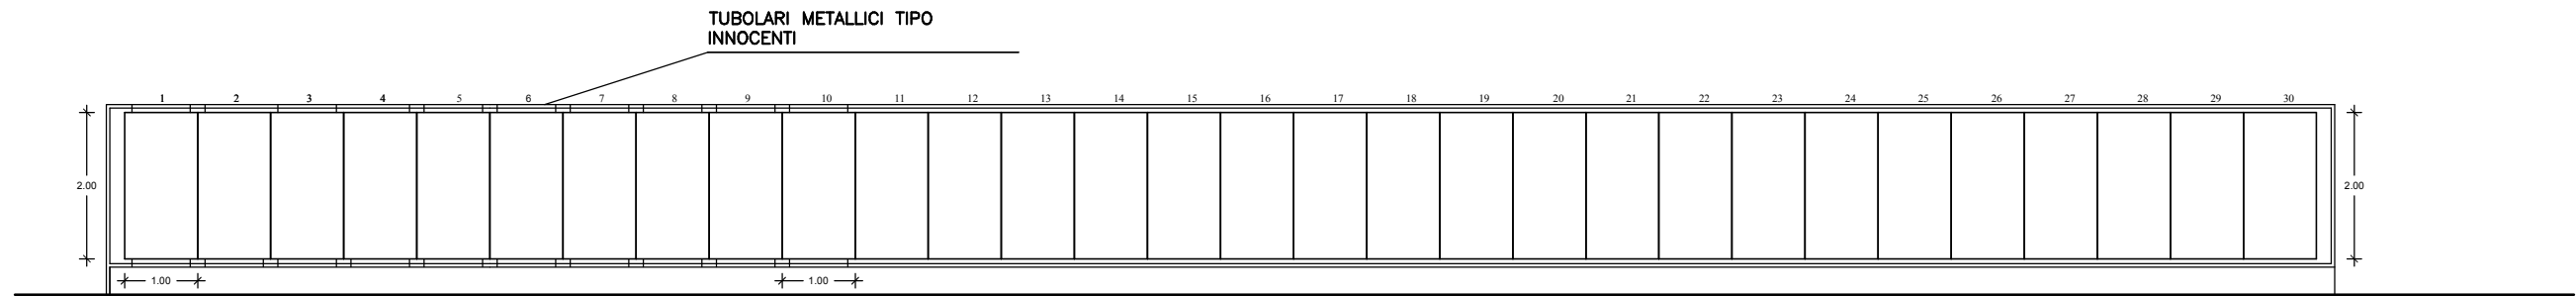 TUBOLARI METALLICI TIPO
INNOCENTI
1 2 3 4 5 6 7 8 9 10 11 12 13 14 15 16 17 18 19 20 21 22 23 24 25 26 27 28 29 30
2.00 2.00
1.00 1.00